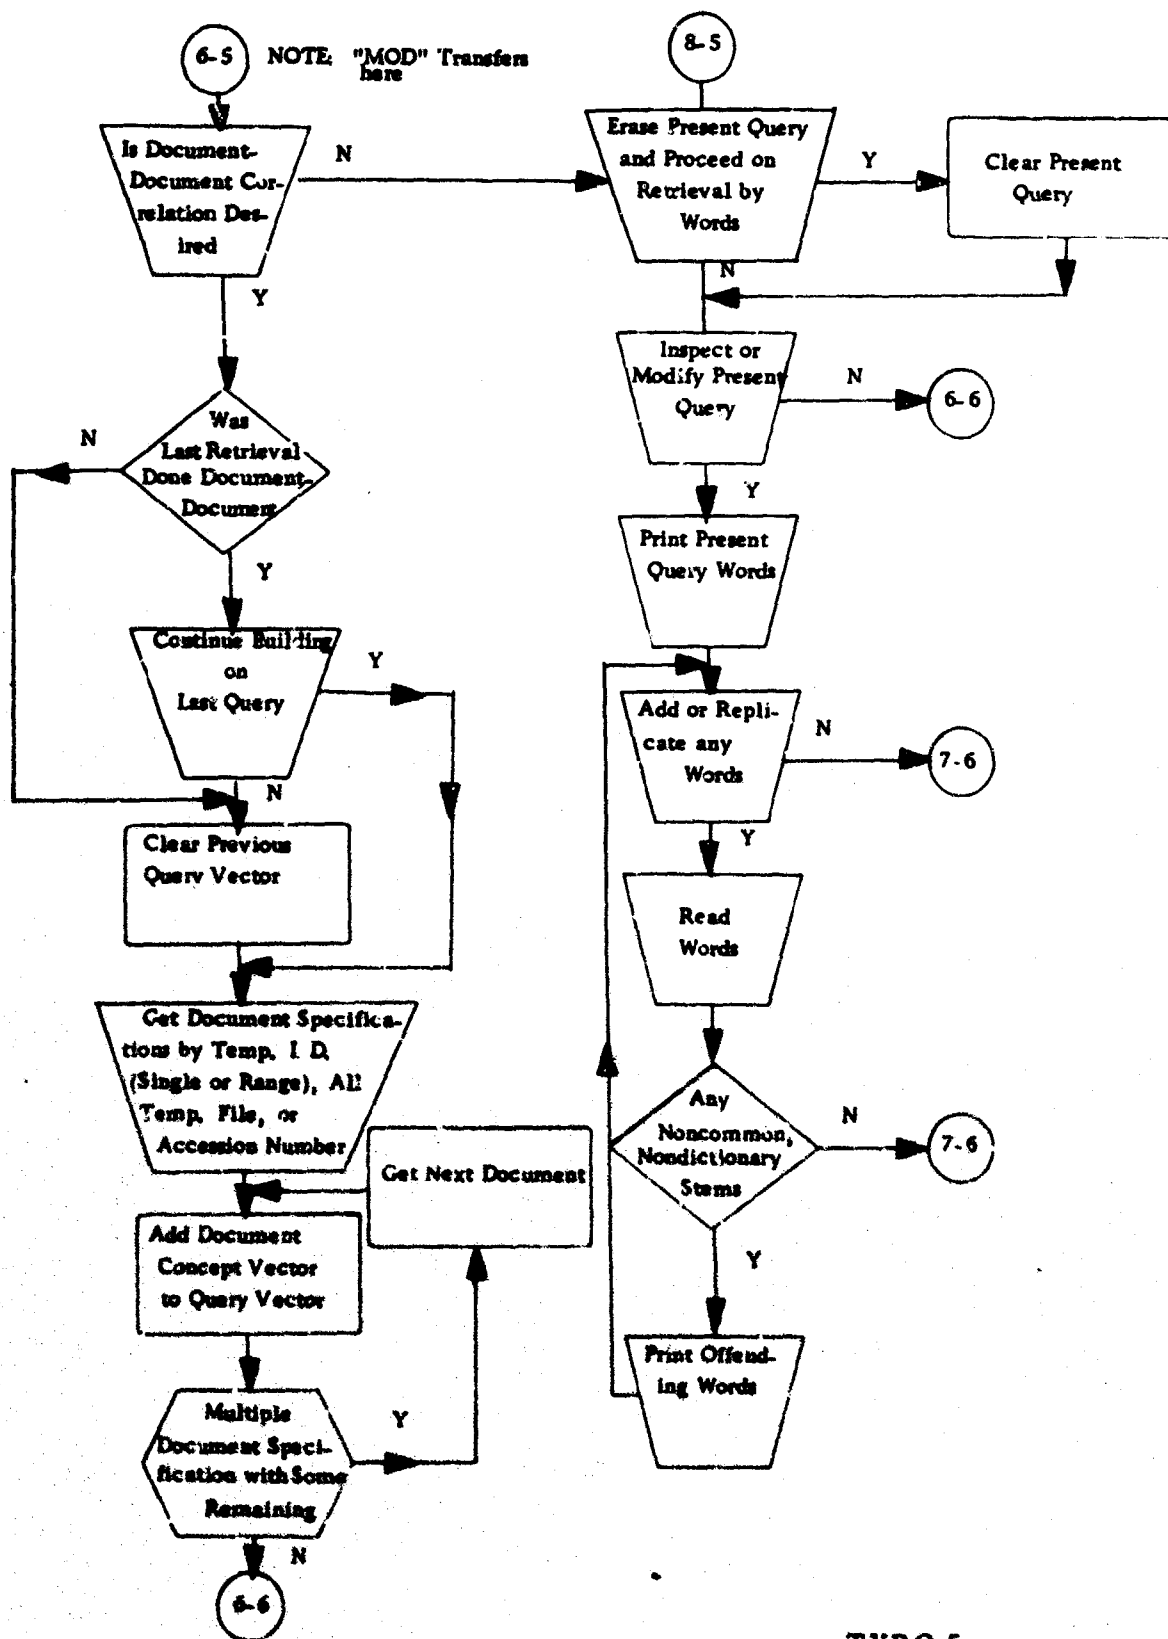 6-5
NOTE: "MOD" Transfers
here
Is Document-
Document Cor-
relation Des-
ired
N
Y
Was
Last Retrieval
Done Document-
Document
N
Y
Continue Building
on
Last Query
Y
N
Clear Previous
Query Vector
Get Document Specifica-
tions by Temp. I. D.
(Single or Range), All
Temp. File, or
Accession Number
Get Next Document
Add Document
Concept Vector
to Query Vector
Multiple
Document Speci-
fication with Some
Remaining
Y
N
6-6
8-5
Erase Present Query
and Proceed on
Retrieval by
Words
Y
Clear Present
Query
N
Inspect or
Modify Present
Query
N
6-6
Y
Print Present
Query Words
Add or Repli-
cate any
Words
N
7-6
Y
Read
Words
Any
Noncommon,
Nondictionary
Stems
N
7-6
Y
Print Offend-
ing Words